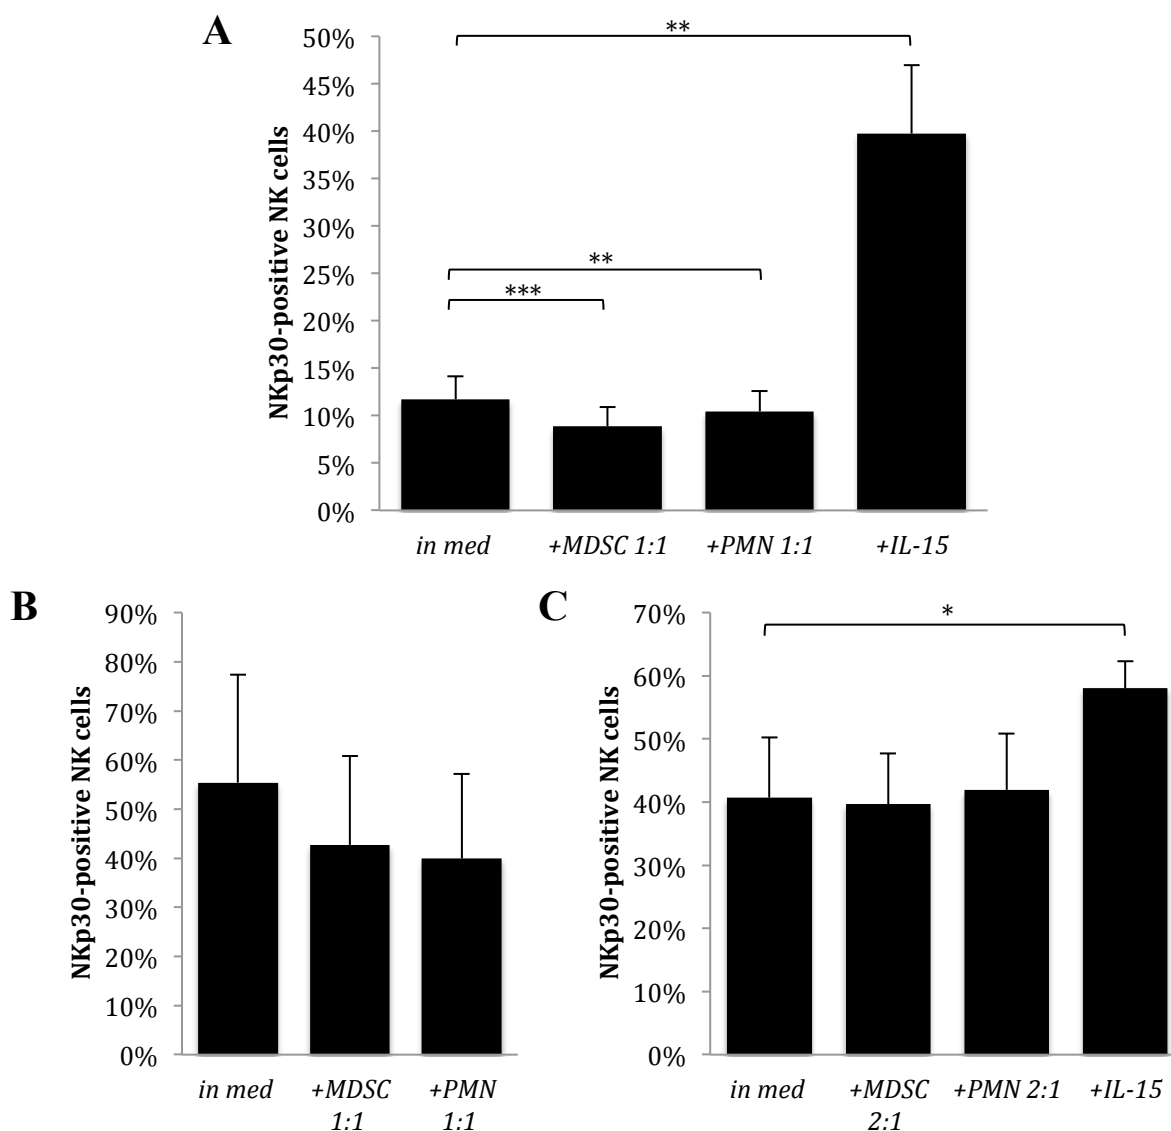 A
NKp30-positive NK cells
50%
45%
40%
35%
30%
25%
20%
15%
10%
5%
0%
**
**
***
in med
+MDSC 1:1
+PMN 1:1
+IL-15
B
NKp30-positive NK cells
90%
80%
70%
60%
50%
40%
30%
20%
10%
0%
in med
+MDSC
1:1
+PMN
1:1
C
NKp30-positive NK cells
70%
60%
50%
40%
30%
20%
10%
0%
*
in med
+MDSC
2:1
+PMN 2:1
+IL-15